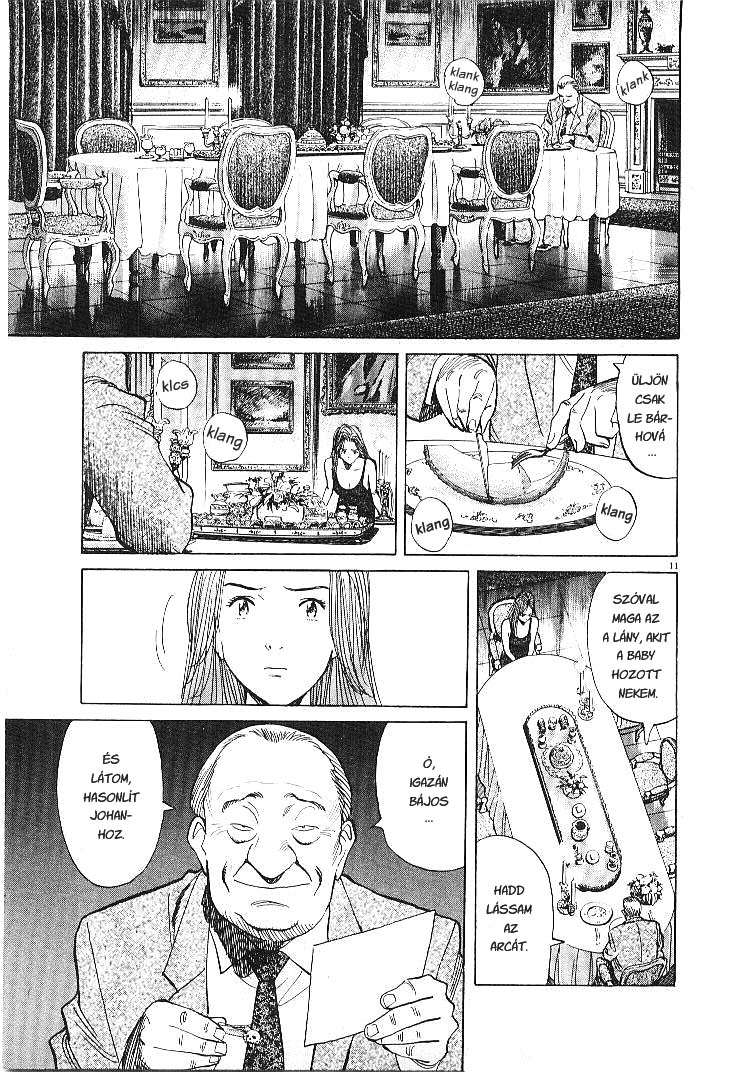 klank
klang
klank
ÜLJÖN
CSAK
LE BÁR-
HOVÁ
...
klang
klang
klcs
klang
11
SZÓVAL
MAGA AZ
A LÁNY, AKIT
A BABY
HOZOTT
NEKEM.
HADD
LÁSSAM
AZ
ARCÁT.
Ó,
IGAZÁN
BÁJOS
...
ÉS
LÁTOM,
HASONLÍT
JOHAN-
HOZ.